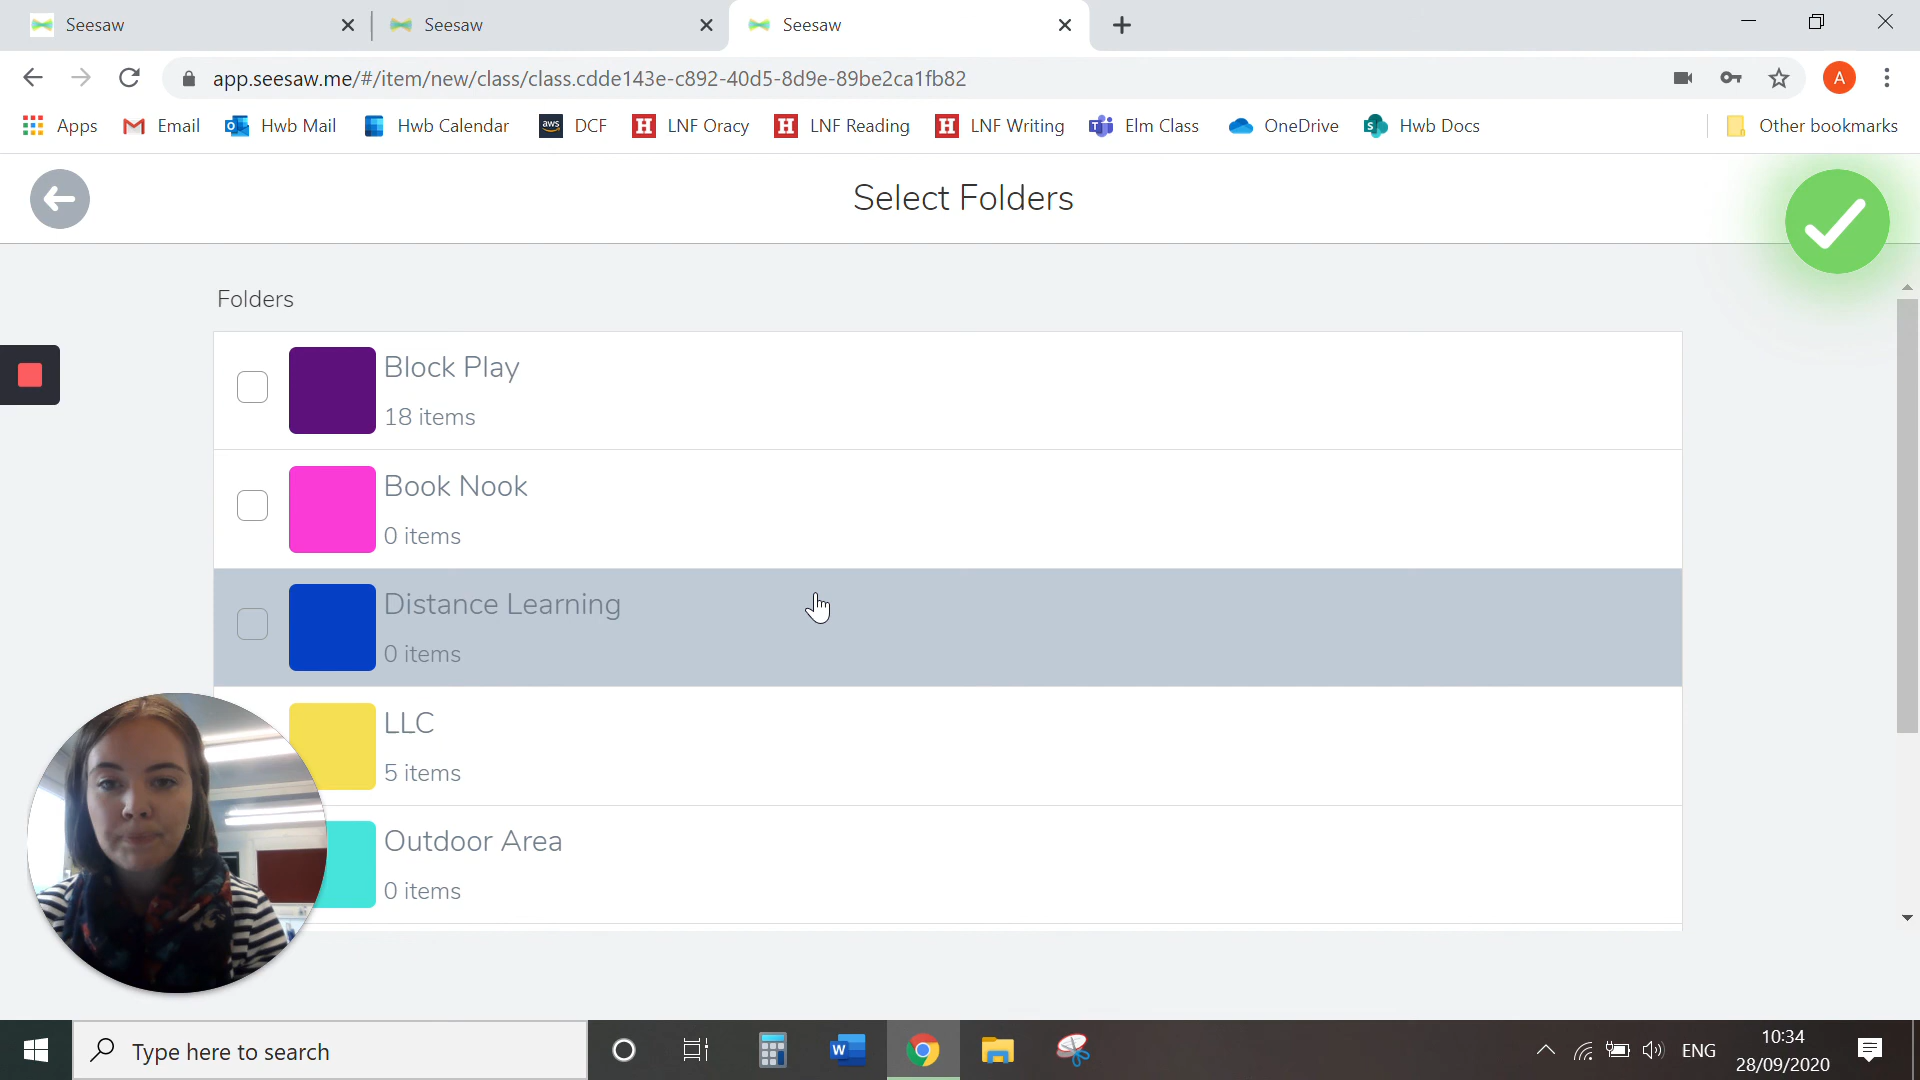 Seesaw
Seesaw
Seesaw
app.seesaw.me/#/item/new/class/class.cdde143e-c892-40d5-8d9e-89be2ca1fb82
A
Apps
Email
Hwb Mail
Hwb Calendar
aws
DCF
H LNF Oracy
H LNF Reading
H LNF Writing
Elm Class
OneDrive
Hwb Docs
Other bookmarks
Select Folders
Folders
Block Play
18 items
Book Nook
0 items
Distance Learning
0 items
LLC
5 items
Outdoor Area
0 items
Type here to search
W
ENG
10:34
28/09/2020